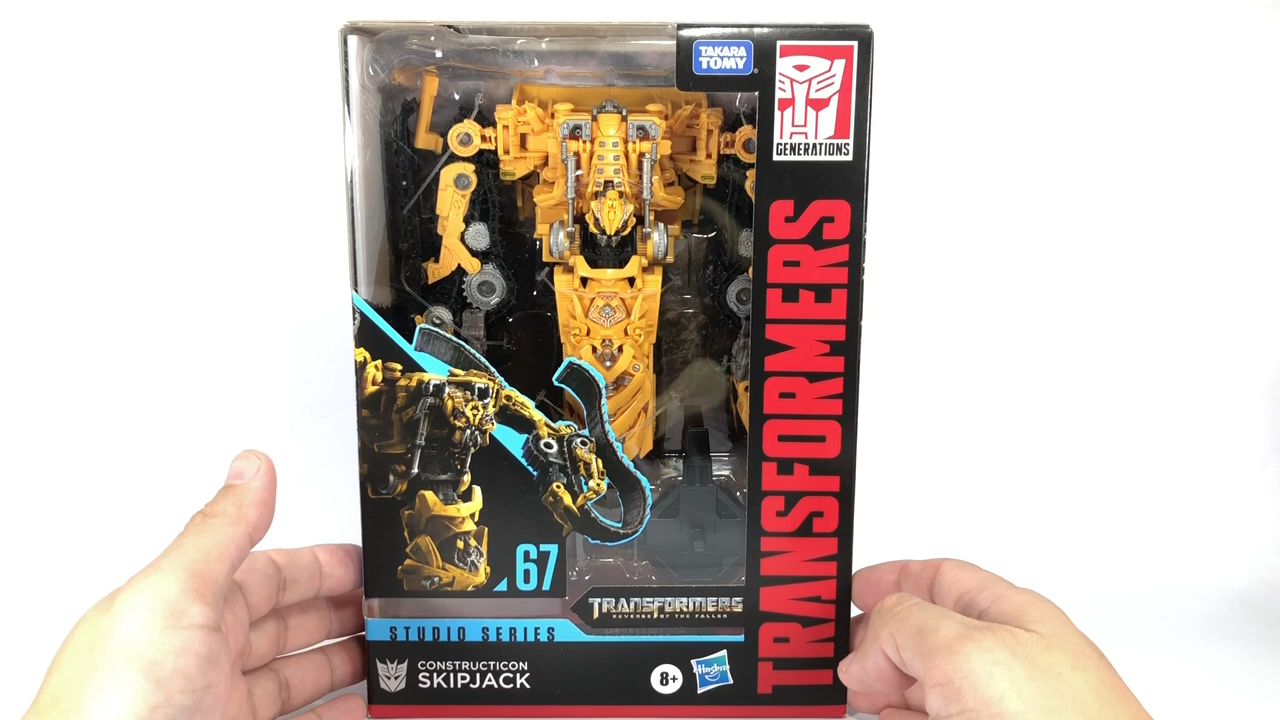 TAKARA
TOMY
GENERATIONS
TRANSFORMERS
67
TRANSFORMERS
REVENGE OF THE FALLEN
STUDIO SERIES
CONSTRUCTICON
SKIPJACK
8+
Hasbro